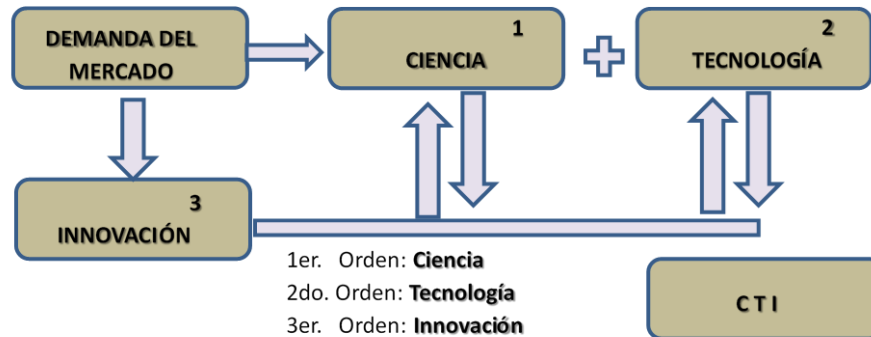 DEMANDA DEL
MERCADO
1
CIENCIA
2
TECNOLOGÍA
3
INNOVACIÓN
1er. Orden: Ciencia
2do. Orden: Tecnología
3er. Orden: Innovación
C T I